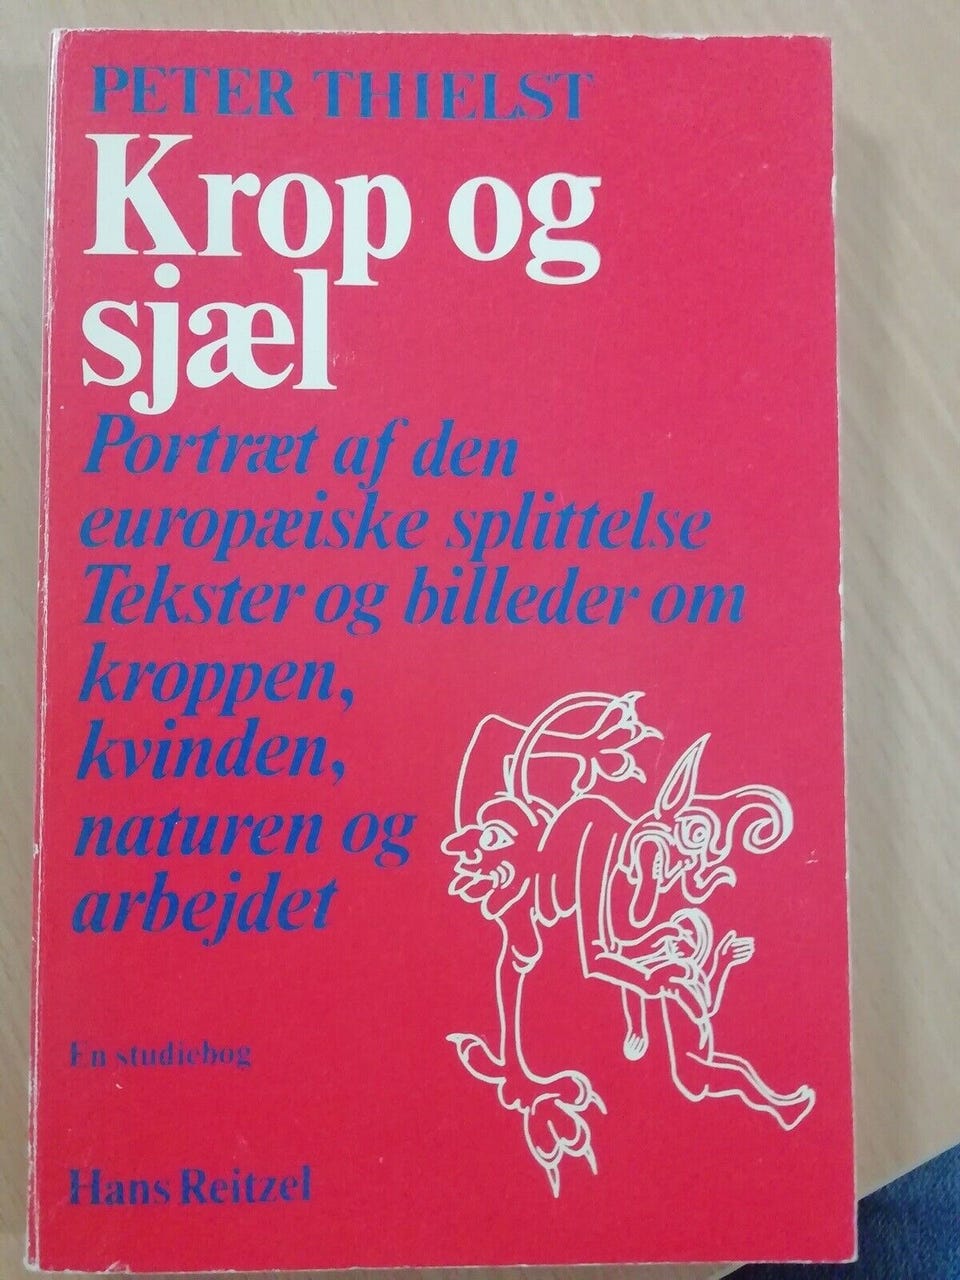 PETER THIELST
Krop og
sjæl
Portræt af den
europæiske splittelse
Tekster og billeder om
kroppen,
kvinden,
naturen og
arbejdet
En studiebog
Hans Reitzel